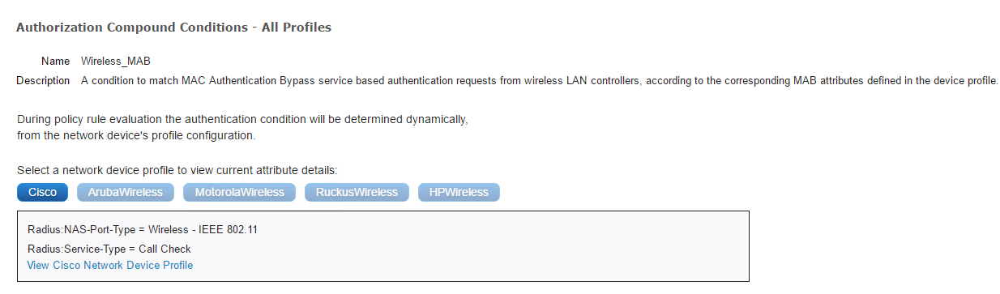 Authorization Compound Conditions - All Profiles
Name Wireless_MAB
Description A condition to match MAC Authentication Bypass service based authentication requests from wireless LAN controllers, according to the corresponding MAB attributes defined in the device profile.
During policy rule evaluation the authentication condition will be determined dynamically,
from the network device's profile configuration.
Select a network device profile to view current attribute details:
Cisco ArubaWireless MotorolaWireless RuckusWireless HPWireless
Radius:NAS-Port-Type = Wireless - IEEE 802.11
Radius:Service-Type = Call Check
View Cisco Network Device Profile